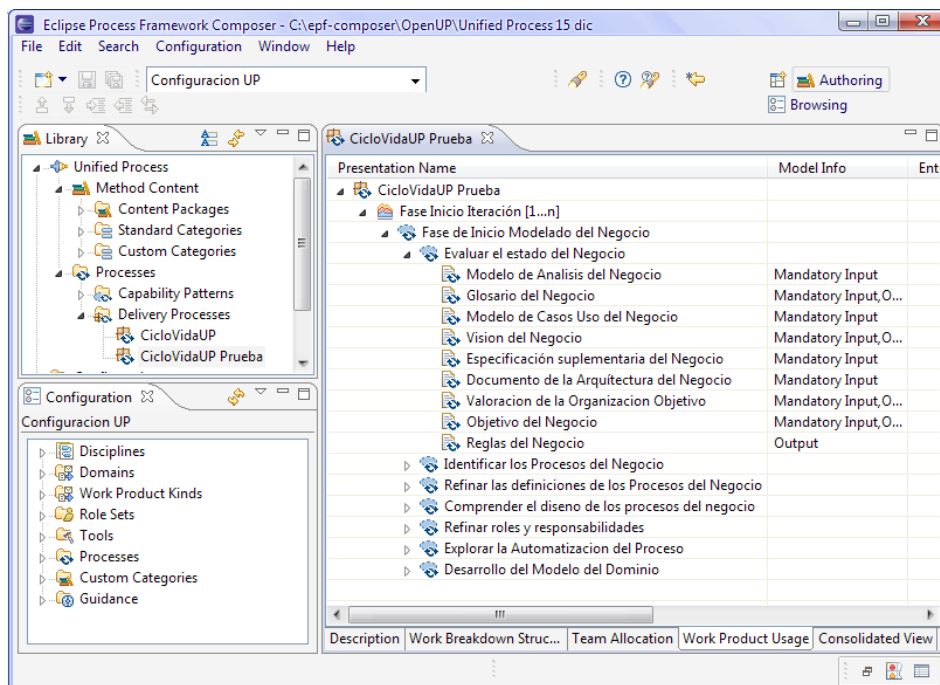 Eclipse Process Framework Composer - C:\epf-composer\OpenUP\Unified Process 15 dic
File Edit Search Configuration Window Help
Configuracion UP
Authoring
Browsing
Library
Unified Process
Method Content
Content Packages
Standard Categories
Custom Categories
Processes
Capability Patterns
Delivery Processes
CicloVidaUP
CicloVidaUP Prueba
Configuration
Configuracion UP
Disciplines
Domains
Work Product Kinds
Role Sets
Tools
Processes
Custom Categories
Guidance
CicloVidaUP Prueba
Presentation Name Model Info Ent
CicloVidaUP Prueba
Fase Inicio Iteración [1...n]
Fase de Inicio Modelado del Negocio
Evaluar el estado del Negocio
Modelo de Analisis del Negocio Mandatory Input
Glosario del Negocio Mandatory Input,O...
Modelo de Casos Uso del Negocio Mandatory Input
Vision del Negocio Mandatory Input,O...
Especificación suplementaria del Negocio Mandatory Input
Documento de la Arquítectura del Negocio Mandatory Input
Valoracion de la Organizacion Objetivo Mandatory Input,O...
Objetivo del Negocio Mandatory Input,O...
Reglas del Negocio Output
Identificar los Procesos del Negocio
Refinar las definiciones de los Procesos del Negocio
Comprender el diseno de los procesos del negocio
Refinar roles y responsabilidades
Explorar la Automatizacion del Proceso
Desarrollo del Modelo del Dominio
Description Work Breakdown Struc... Team Allocation Work Product Usage Consolidated View